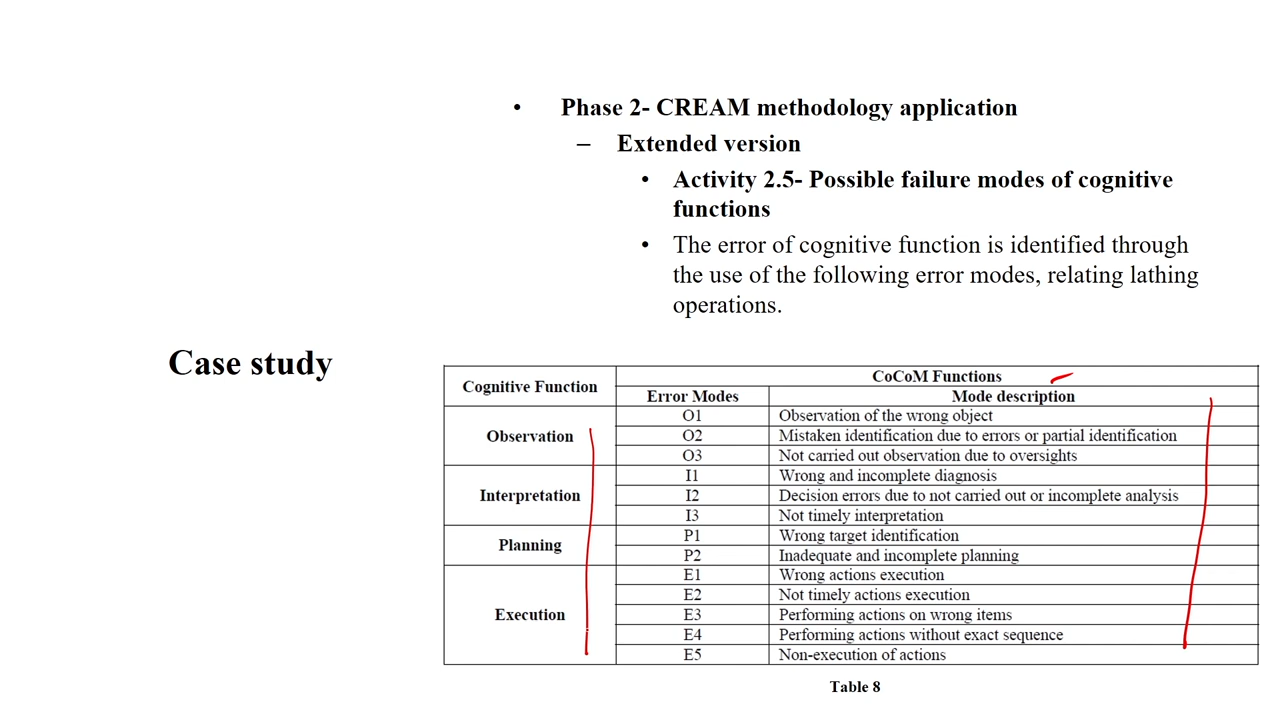 • Phase 2- CREAM methodology application
– Extended version
• Activity 2.5- Possible failure modes of cognitive
functions
• The error of cognitive function is identified through
the use of the following error modes, relating lathing
operations.
Case study
Cognitive Function
CoCoM Functions
Error Modes Mode description
Observation
O1 Observation of the wrong object
O2 Mistaken identification due to errors or partial identification
O3 Not carried out observation due to oversights
Interpretation
I1 Wrong and incomplete diagnosis
I2 Decision errors due to not carried out or incomplete analysis
I3 Not timely interpretation
Planning
P1 Wrong target identification
P2 Inadequate and incomplete planning
Execution
E1 Wrong actions execution
E2 Not timely actions execution
E3 Performing actions on wrong items
E4 Performing actions without exact sequence
E5 Non-execution of actions
Table 8